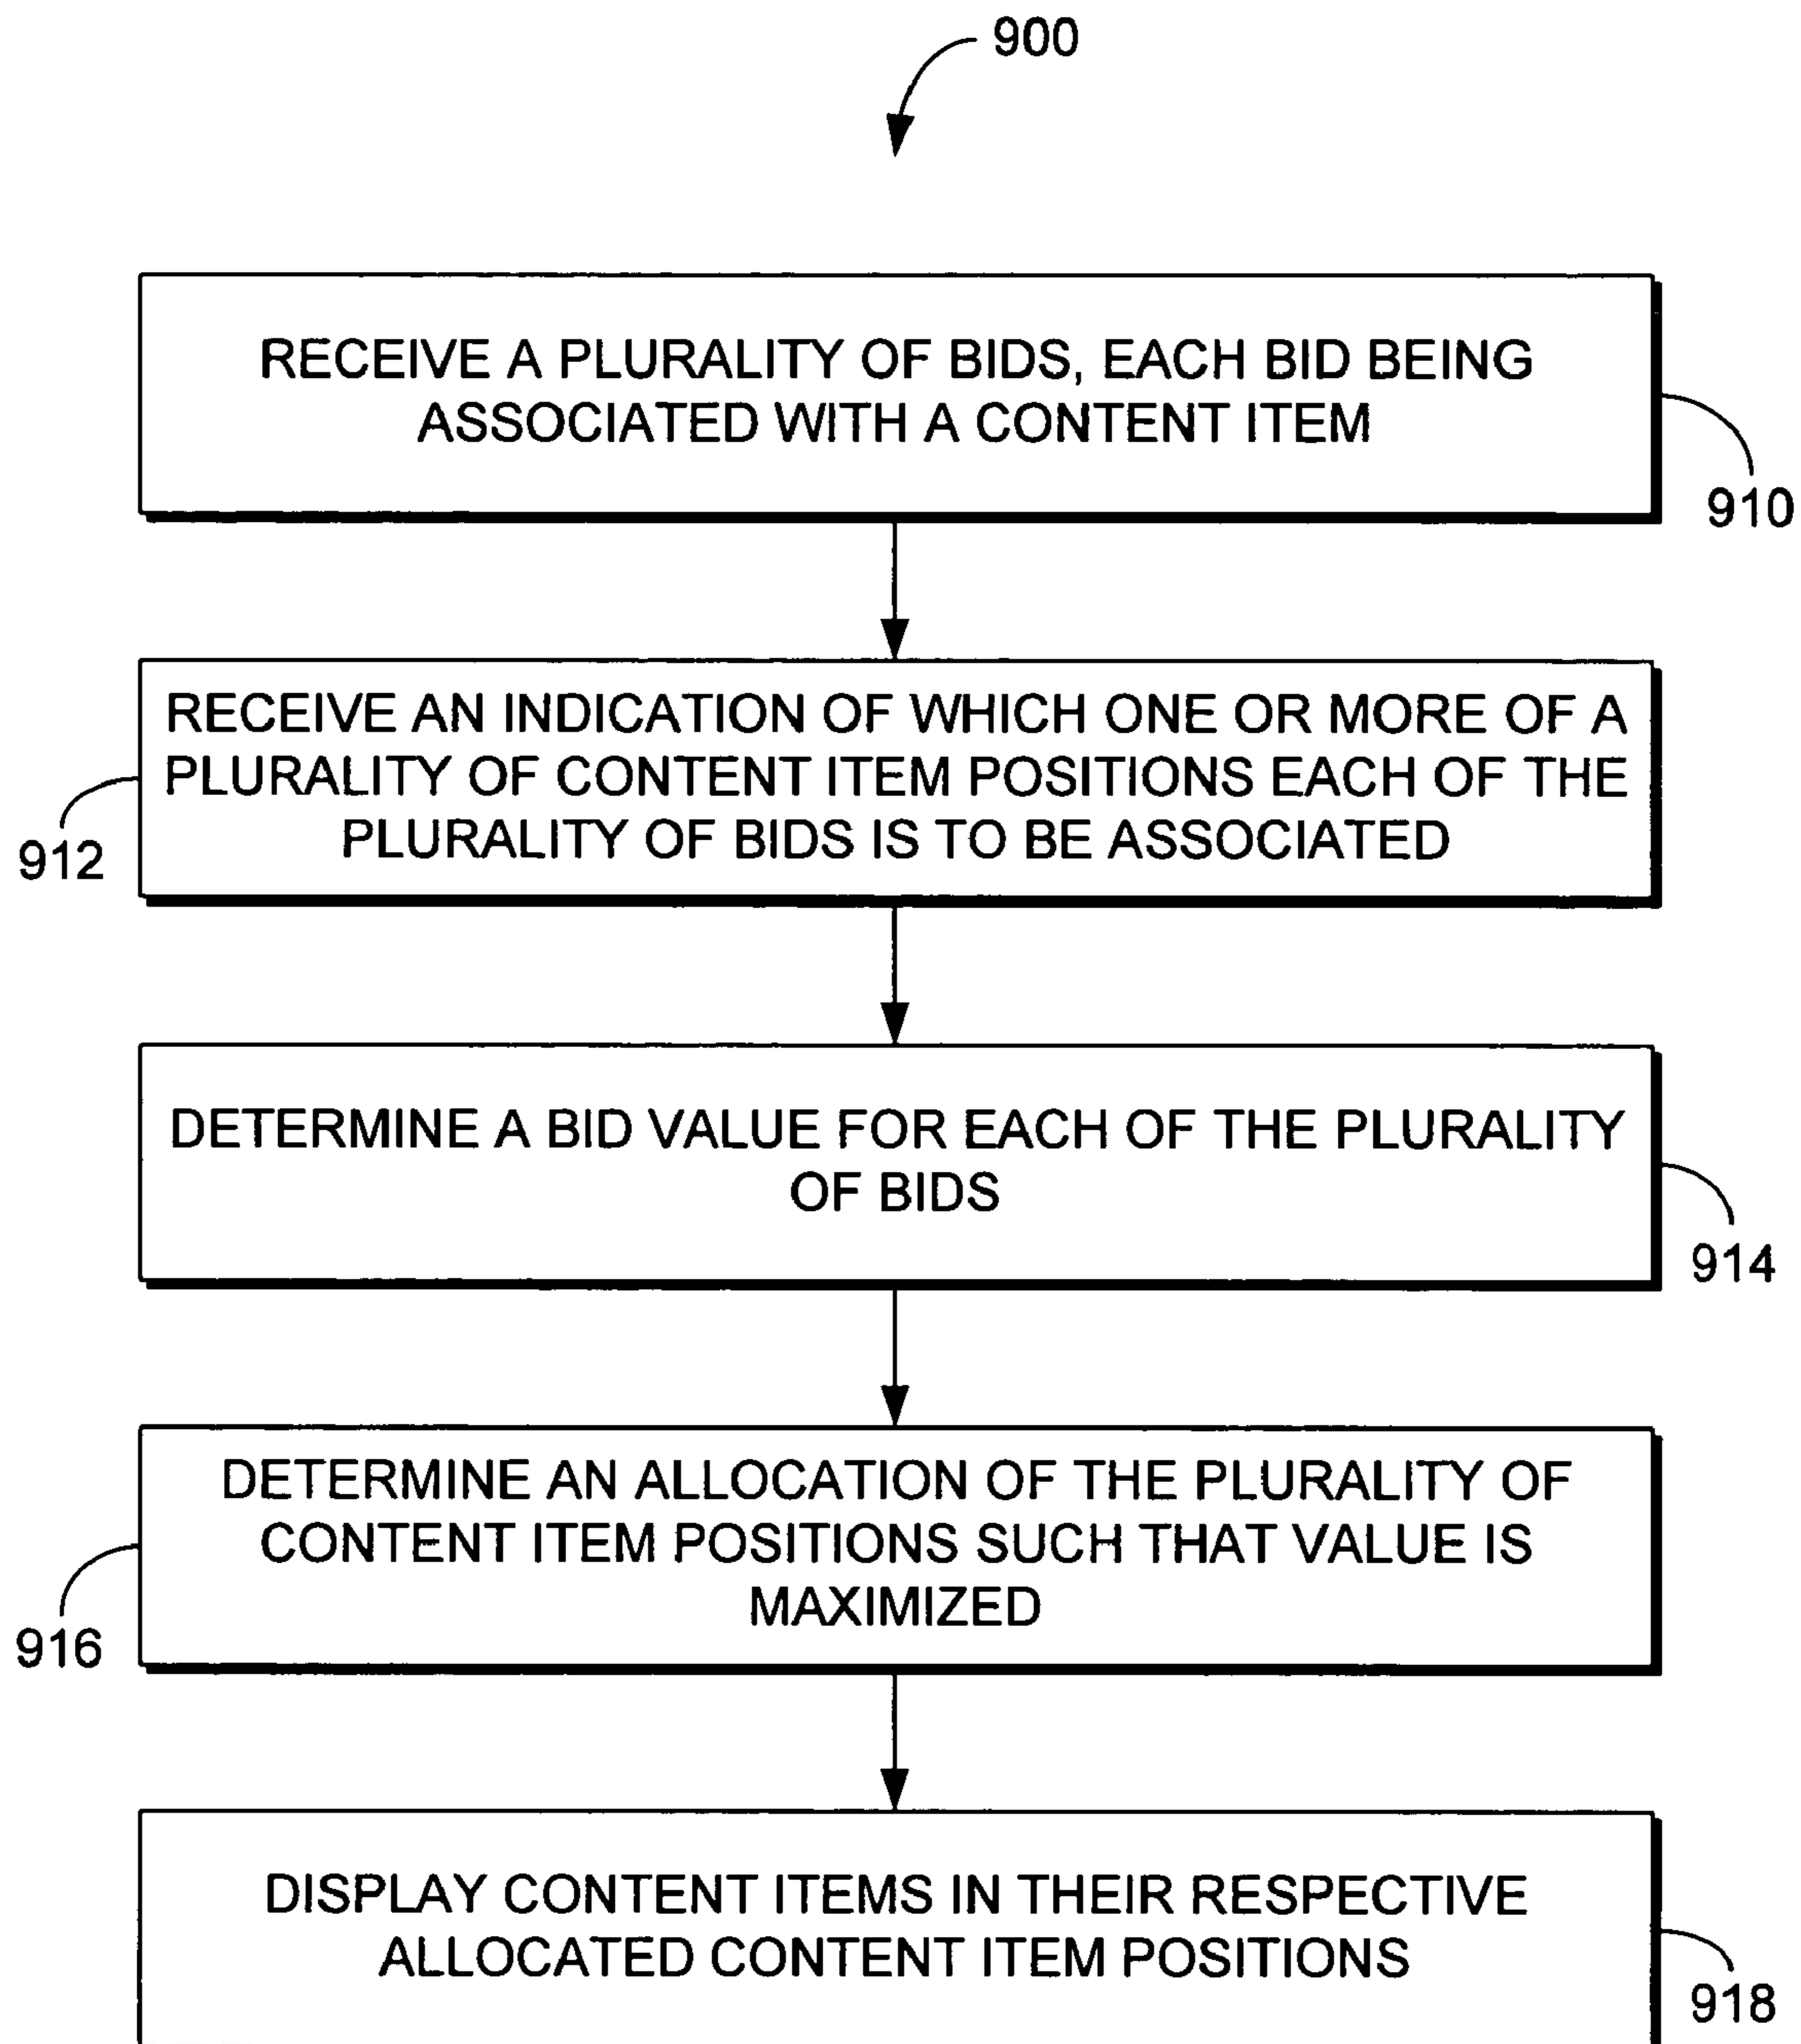 900
RECEIVE A PLURALITY OF BIDS, EACH BID BEING
ASSOCIATED WITH A CONTENT ITEM
910
RECEIVE AN INDICATION OF WHICH ONE OR MORE OF A
PLURALITY OF CONTENT ITEM POSITIONS EACH OF THE
PLURALITY OF BIDS IS TO BE ASSOCIATED
912
DETERMINE A BID VALUE FOR EACH OF THE PLURALITY
OF BIDS
914
DETERMINE AN ALLOCATION OF THE PLURALITY OF
CONTENT ITEM POSITIONS SUCH THAT VALUE IS
MAXIMIZED
916
DISPLAY CONTENT ITEMS IN THEIR RESPECTIVE
ALLOCATED CONTENT ITEM POSITIONS
918